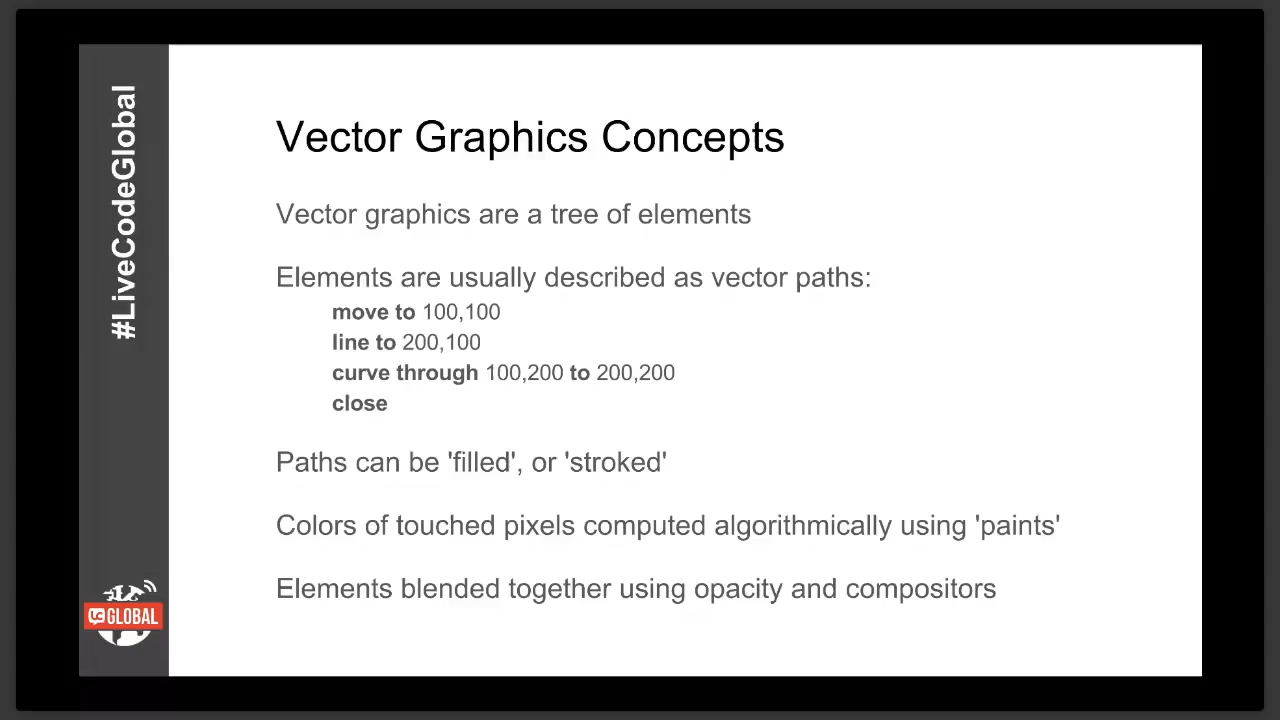 #LiveCodeGlobal
Vector Graphics Concepts
Vector graphics are a tree of elements
Elements are usually described as vector paths:
move to 100,100
line to 200,100
curve through 100,200 to 200,200
close
Paths can be 'filled', or 'stroked'
Colors of touched pixels computed algorithmically using 'paints'
Elements blended together using opacity and compositors
GLOBAL